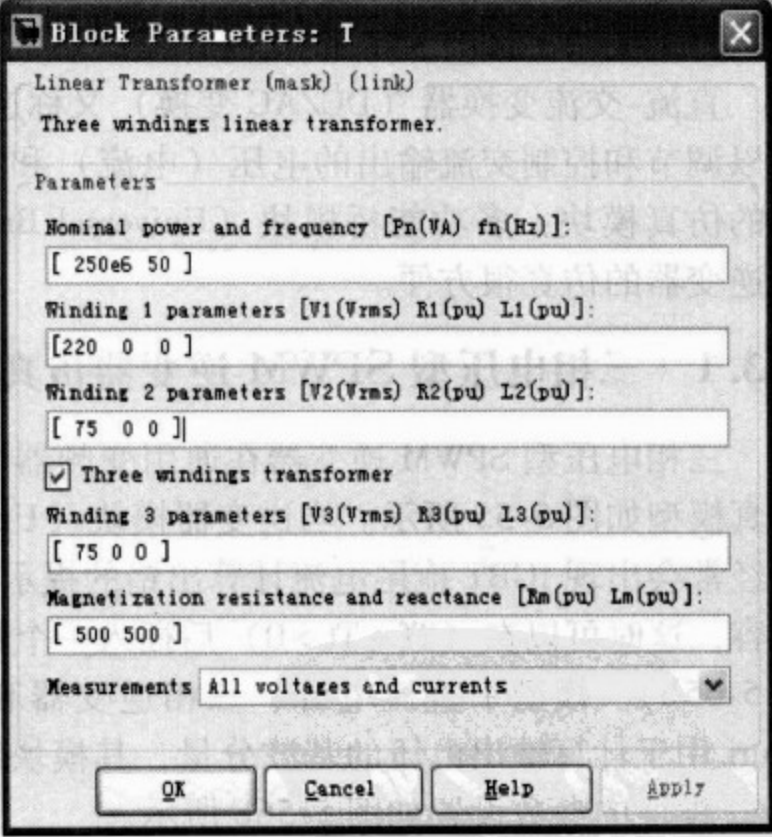 Block Parameters: T
Linear Transformer (mask) (link)
Three windings linear transformer.
Parameters
Nominal power and frequency [Pn(VA) fn(Hz)]:
[ 250e6 50 ]
Winding 1 parameters [V1(Vrms) R1(pu) L1(pu)]:
[220 0 0]
Winding 2 parameters [V2(Vrms) R2(pu) L2(pu)]:
[ 75 0 0 ]
Three windings transformer
Winding 3 parameters [V3(Vrms) R3(pu) L3(pu)]:
[ 75 0 0 ]
Magnetization resistance and reactance [Rm(pu) Lm(pu)]:
[ 500 500 ]
Measurements All voltages and currents
OK Cancel Help Apply